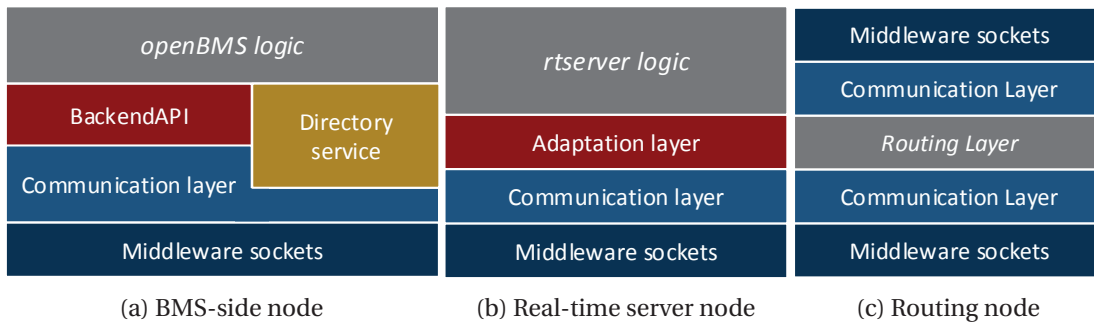 openBMS logic
BackendAPI
Directory
service
Communication layer
Middleware sockets
(a) BMS-side node
rtserver logic
Adaptation layer
Communication layer
Middleware sockets
(b) Real-time server node
Middleware sockets
Communication Layer
Routing Layer
Communication Layer
Middleware sockets
(c) Routing node